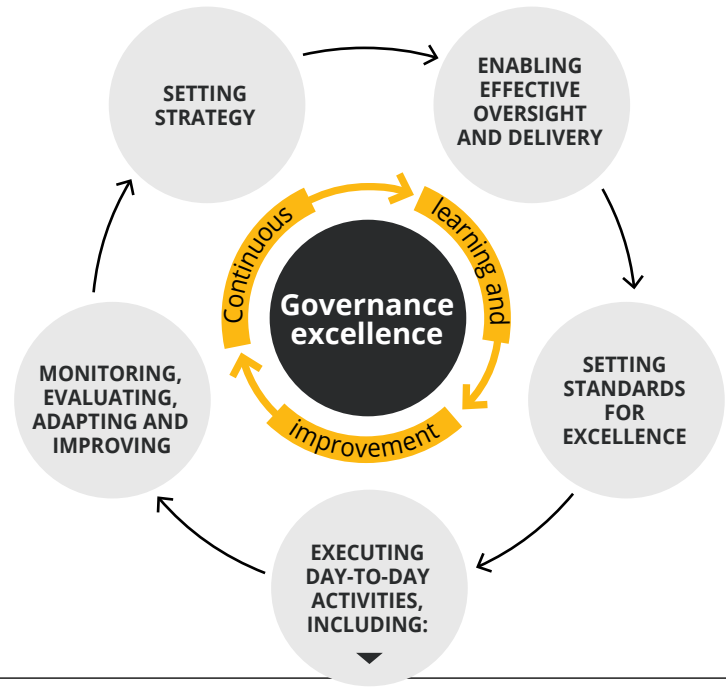 SETTING
STRATEGY
ENABLING
EFFECTIVE
OVERSIGHT
AND DELIVERY
Continuous
learning and
improvement
Governance
excellence
SETTING
STANDARDS
FOR
EXCELLENCE
MONITORING,
EVALUATING,
ADAPTING AND
IMPROVING
EXECUTING
DAY-TO-DAY
ACTIVITIES,
INCLUDING: